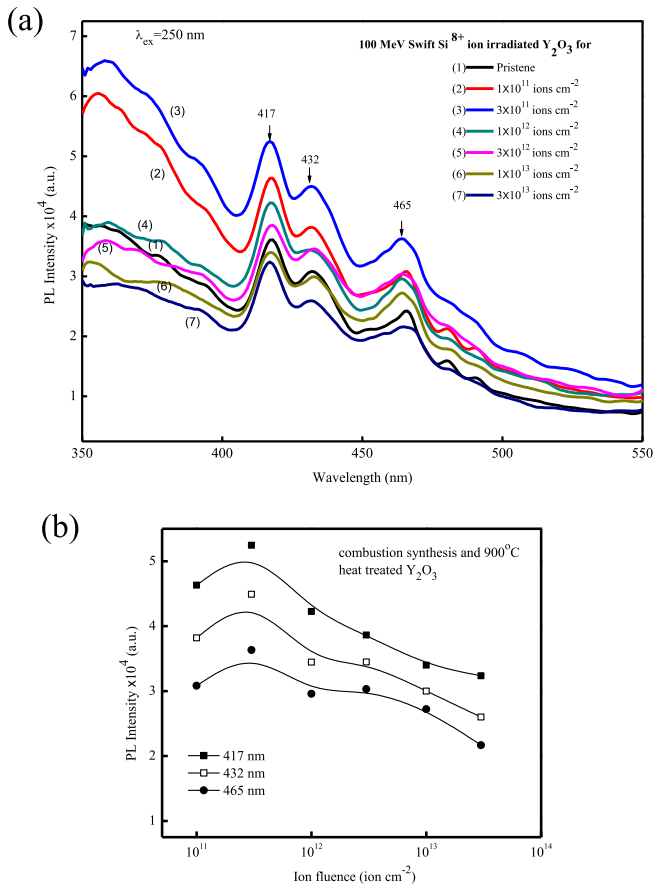 (a)
λex=250 nm
100 MeV Swift Si 8+ ion irradiated Y2O3 for
(1) Pristene
(2) 1X10^11 ions cm^-2
(3) 3X10^11 ions cm^-2
(4) 1X10^12 ions cm^-2
(5) 3X10^12 ions cm^-2
(6) 1X10^13 ions cm^-2
(7) 3X10^13 ions cm^-2
417
432
465
(3)
(2)
(4)
(1)
(5)
(6)
(7)
7
6
5
4
3
2
1
PL Intensity x10^4 (a.u.)
350 400 450 500 550
Wavelength (nm)
(b)
combustion synthesis and 900°C
heat treated Y2O3
5
4
3
2
1
PL Intensity x10^4 (a.u.)
417 nm
432 nm
465 nm
10^11 10^12 10^13 10^14
Ion fluence (ion cm^-2)